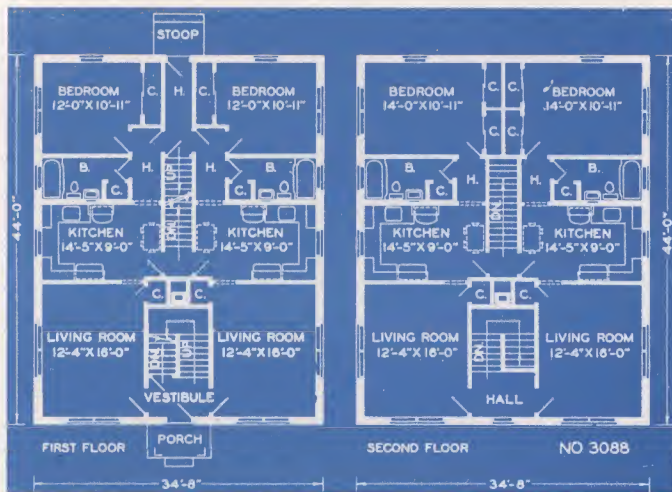 STOOP
BEDROOM
12'-0"X10'-11"
C.
H.
C.
BEDROOM
12'-0"X10'-11"
B.
C.
H.
H.
C.
B.
UP
DN.
KITCHEN
14'-5"X9'-0"
KITCHEN
14'-5"X9'-0"
C.
C.
LIVING ROOM
12'-4"X16'-0"
LIVING ROOM
12'-4"X16'-0"
DN.
UP
VESTIBULE
PORCH
FIRST FLOOR
44'-0"
34'-8"
BEDROOM
14'-0"X10'-11"
C.
C.
C.
C.
BEDROOM
14'-0"X10'-11"
B.
C.
H.
H.
C.
B.
DN.
KITCHEN
14'-5"X9'-0"
KITCHEN
14'-5"X9'-0"
C.
C.
LIVING ROOM
12'-4"X16'-0"
LIVING ROOM
12'-4"X16'-0"
DN.
HALL
SECOND FLOOR
NO 3088
44'-0"
34'-8"